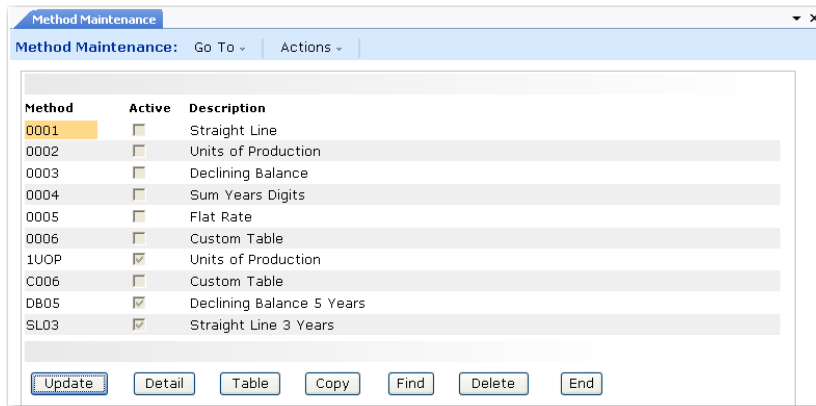 Method Maintenance
Method Maintenance: Go To Actions
Method Active Description
0001 Straight Line
0002 Units of Production
0003 Declining Balance
0004 Sum Years Digits
0005 Flat Rate
0006 Custom Table
1UOP Units of Production
C006 Custom Table
DB05 Declining Balance 5 Years
SL03 Straight Line 3 Years
Update Detail Table Copy Find Delete End